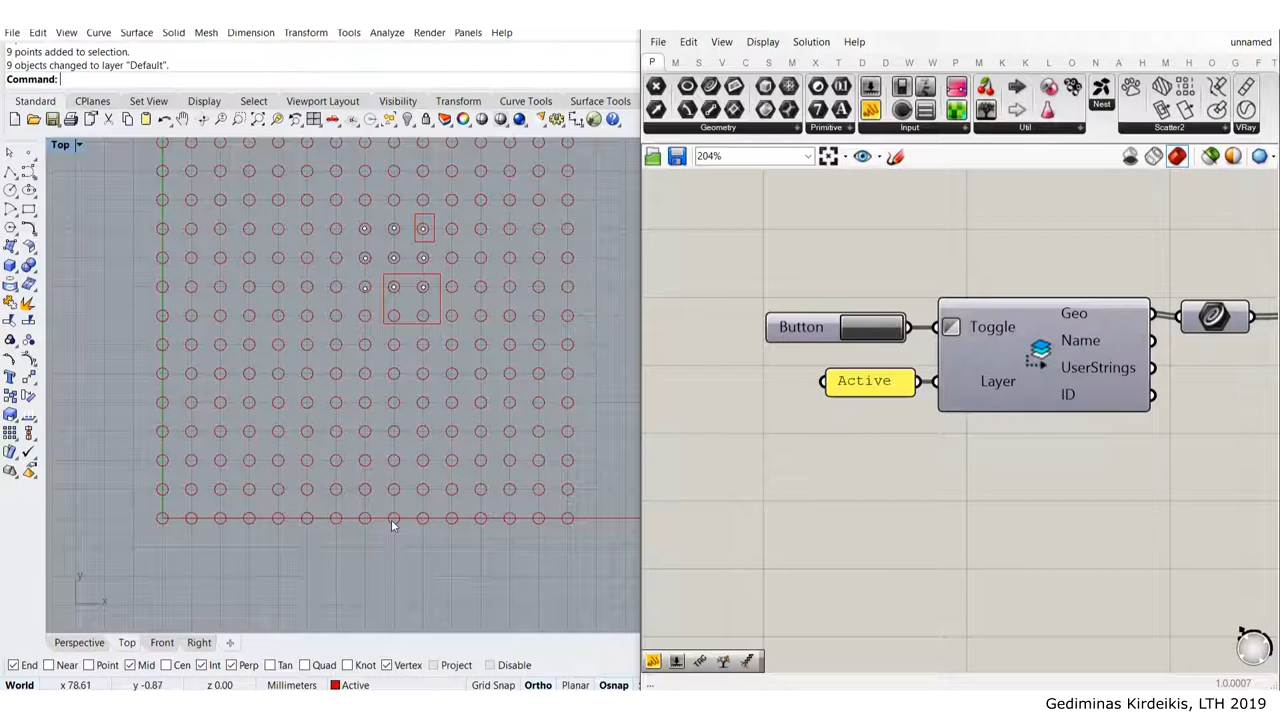 File Edit View Curve Surface Solid Mesh Dimension Transform Tools Analyze Render Panels Help
9 points added to selection.
9 objects changed to layer "Default".
Command:
Standard CPlanes Set View Display Select Viewport Layout Visibility Transform Curve Tools Surface Tools
Top
y
x
Perspective Top Front Right
End Near Point Mid Cen Int Perp Tan Quad Knot Vertex Project Disable
World x 78.61 y -0.87 z 0.00 Millimeters Active Grid Snap Ortho Planar Osnap
File Edit View Display Solution Help unnamed
P M S V C S M I T D D W K P M K L O N A H E F T
Geometry Primitive Input Util Nest Scatter2 VRay
204%
Button
Active
Toggle
Layer
Geo
Name
UserStrings
ID
... 1.0.0007
Gediminas Kirdeikis, LTH 2019